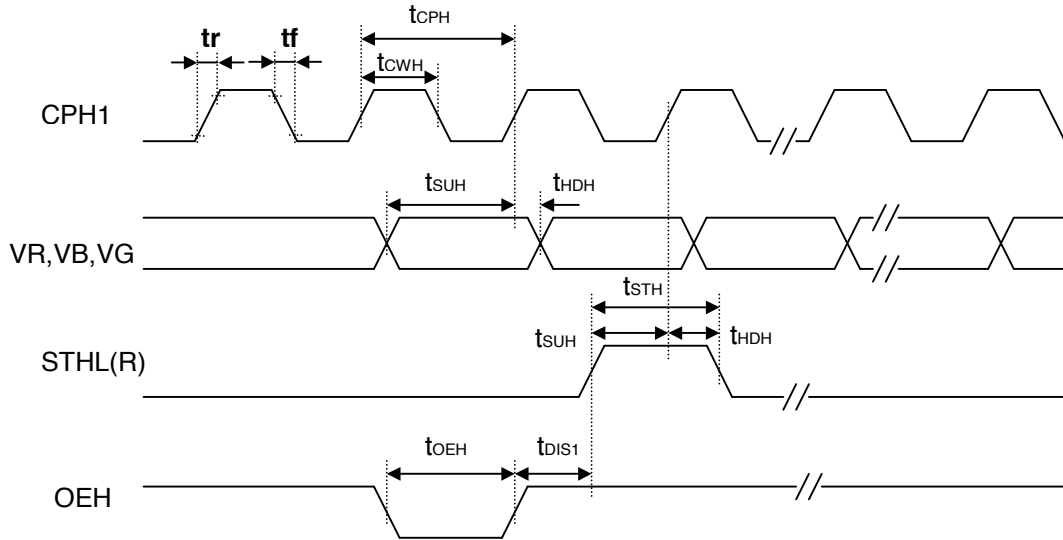 tCPH
tr tf
tCWH
CPH1
tSUH tHDH
VR,VB,VG
tSTH
tSUH tHDH
STHL(R)
tOEH tDIS1
OEH